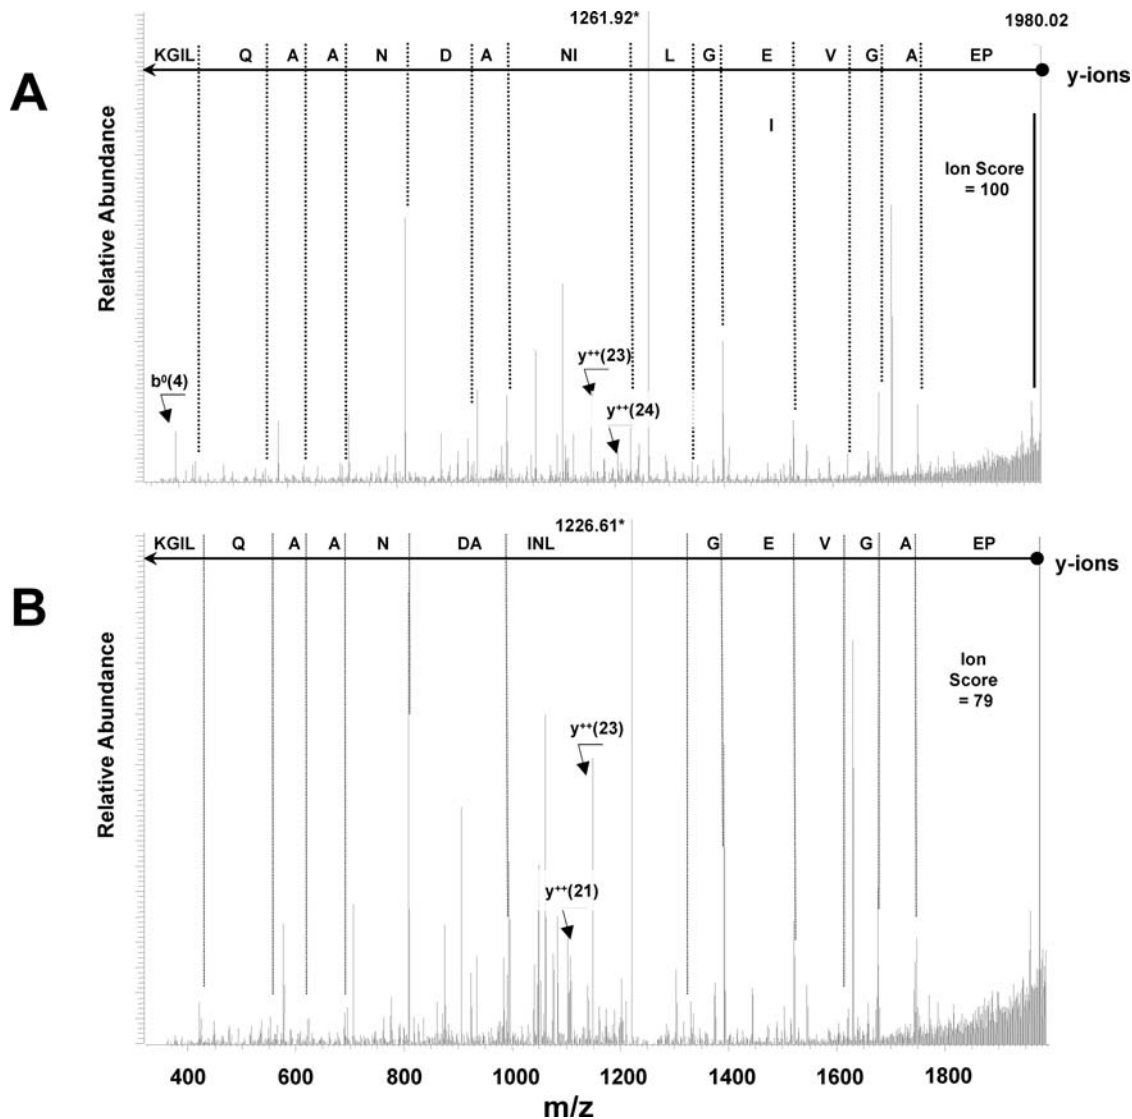 1261.92*
1980.02
KGIL Q A A N D A NI L G E V G A EP
y-ions
A
I
Ion Score
= 100
Relative Abundance
y++(23)
b0(4)
y++(24)
1226.61*
KGIL Q A A N DA INL G E V G A EP
y-ions
B
Ion
Score
= 79
Relative Abundance
y++(23)
y++(21)
400 600 800 1000 1200 1400 1600 1800
m/z